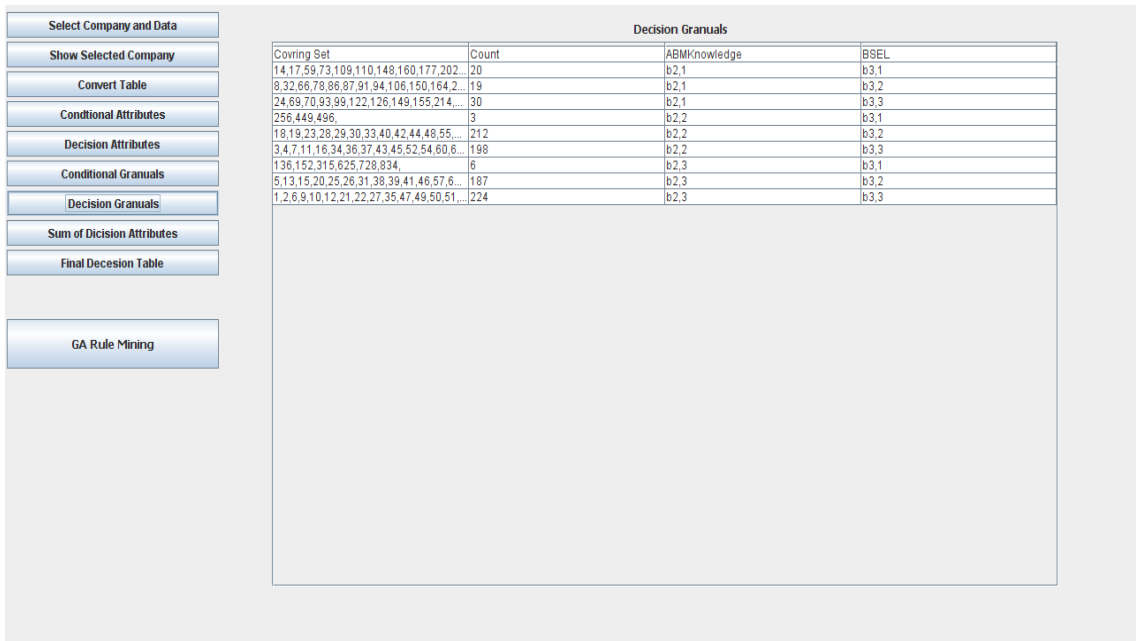 Select Company and Data
Show Selected Company
Convert Table
Condtional Attributes
Decision Attributes
Conditional Granuals
Decision Granuals
Sum of Dicision Attributes
Final Decesion Table
GA Rule Mining
Decision Granuals
Covring Set Count ABMKnowledge BSEL
14,17,59,73,109,110,148,160,177,202... 20 b2,1 b3,1
8,32,66,78,86,87,91,94,106,150,164,2... 19 b2,1 b3,2
24,69,70,93,99,122,126,149,155,214,... 30 b2,1 b3,3
256,449,496, 3 b2,2 b3,1
18,19,23,28,29,30,33,40,42,44,48,55,... 212 b2,2 b3,2
3,4,7,11,16,34,36,37,43,45,52,54,60,6... 198 b2,2 b3,3
136,152,315,625,728,834, 6 b2,3 b3,1
5,13,15,20,25,26,31,38,39,41,46,57,6... 187 b2,3 b3,2
1,2,6,9,10,12,21,22,27,35,47,49,50,51,... 224 b2,3 b3,3